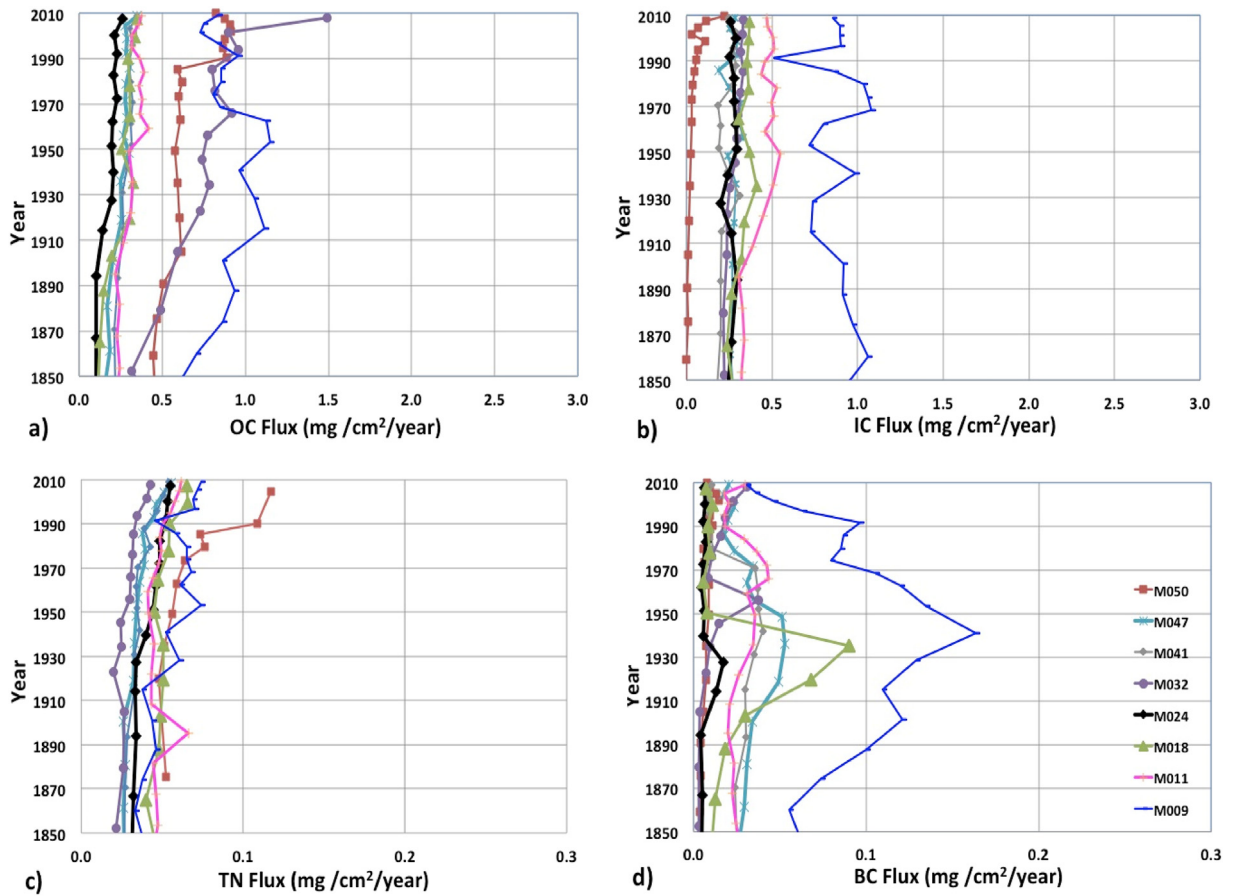 2010
1990
1970
1950
1930
1910
1890
1870
1850
Year
0.0 0.5 1.0 1.5 2.0 2.5 3.0
a) OC Flux (mg /cm²/year)
2010
1990
1970
1950
1930
1910
1890
1870
1850
Year
0.0 0.5 1.0 1.5 2.0 2.5 3.0
b) IC Flux (mg /cm²/year)
2010
1990
1970
1950
1930
1910
1890
1870
1850
Year
0.0 0.1 0.2 0.3
c) TN Flux (mg /cm²/year)
2010
1990
1970
1950
1930
1910
1890
1870
1850
Year
M050
M047
M041
M032
M024
M018
M011
M009
0.0 0.1 0.2 0.3
d) BC Flux (mg /cm²/year)